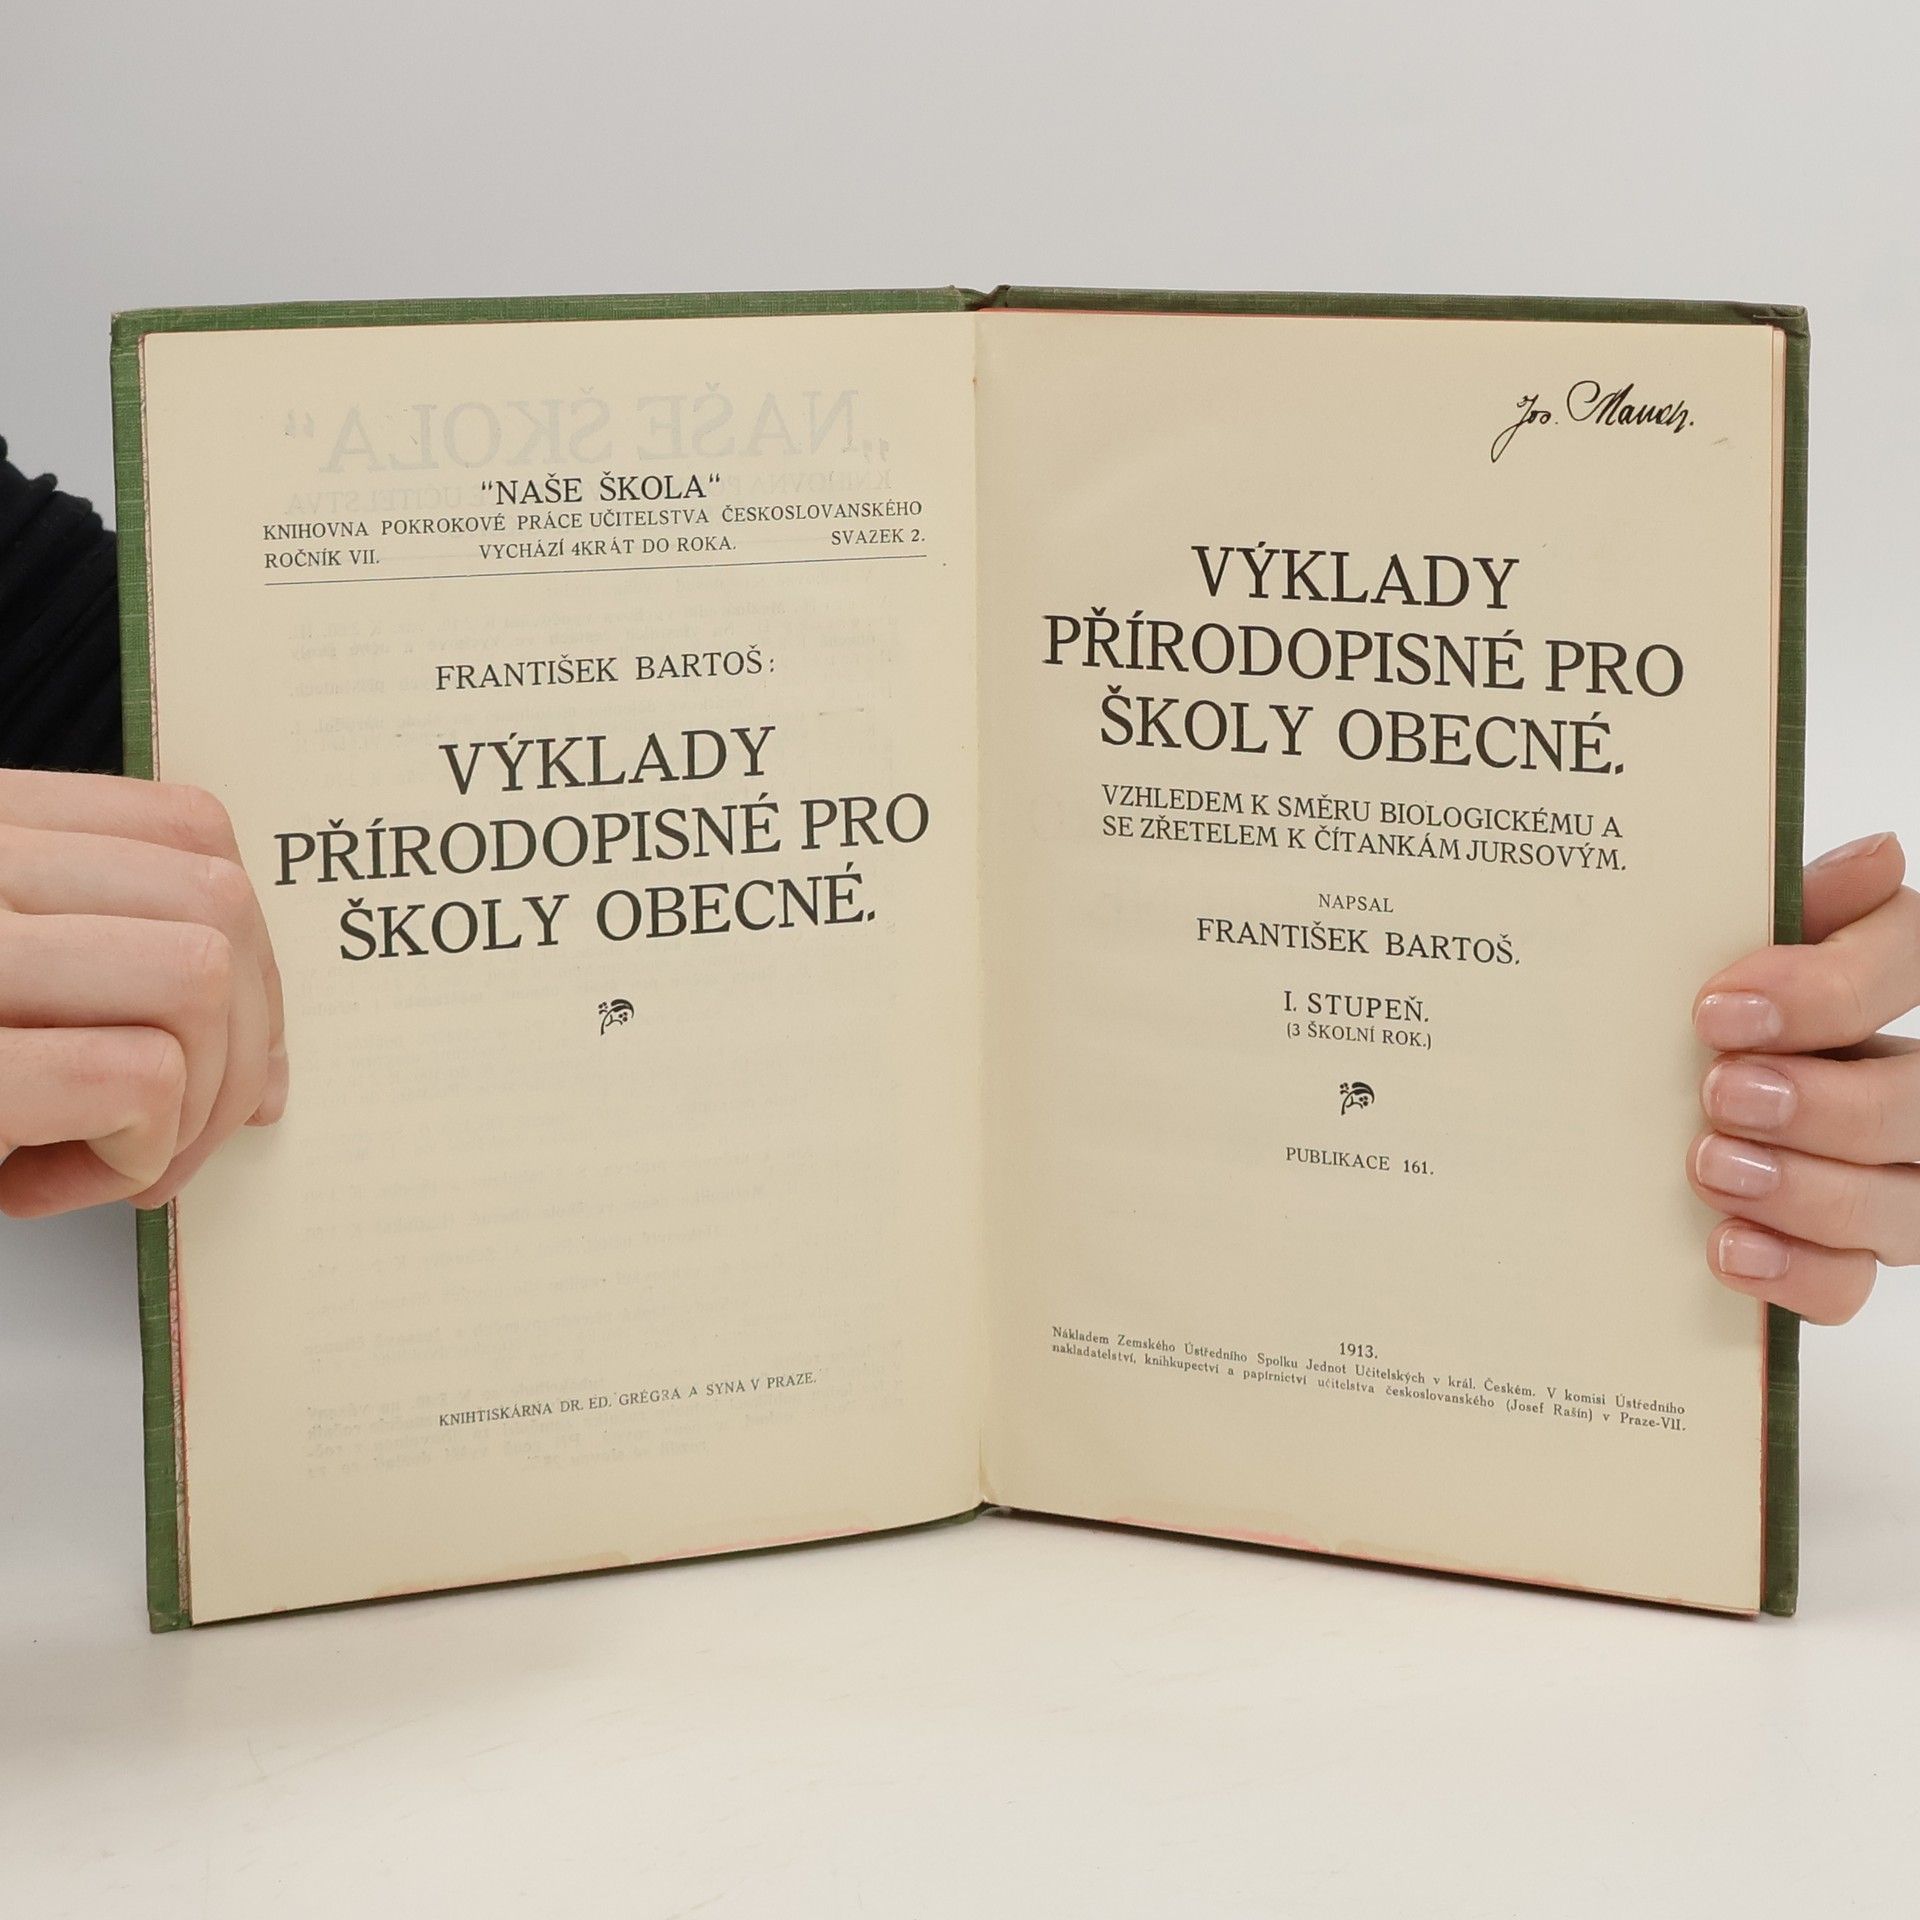 “NAŠE ŠKOLA“
KNIHOVNA POKROKOVÉ PRÁCE UČITELSTVA ČESKOSLOVANSKÉHO
ROČNÍK VII. VYCHÁZÍ 4KRÁT DO ROKA. SVAZEK 2.
FRANTIŠEK BARTOŠ:
VÝKLADY
PŘÍRODOPISNÉ PRO
ŠKOLY OBECNÉ.
KNIHTISKÁRNA DR. ED. GRÉGRA A SYNA V PRAZE.
Jos.
VÝKLADY
PŘÍRODOPISNÉ PRO
ŠKOLY OBECNÉ.
VZHLEDEM K SMĚRU BIOLOGICKÉMU A
SE ZŘETELEM K ČÍTANKÁM JURSOVÝM.
NAPSAL
FRANTIŠEK BARTOŠ.
I. STUPEŇ.
(3 ŠKOLNÍ ROK.)
PUBLIKACE 161.
1913.
Nákladem Zemského Ústředního Spolku Jednot Učitelských v král. Českém. V komisi Ústředního
nakladatelství, knihkupectví a papírnictví učitelstva českoslovanského (Josef Rašín) v Praze-VII.